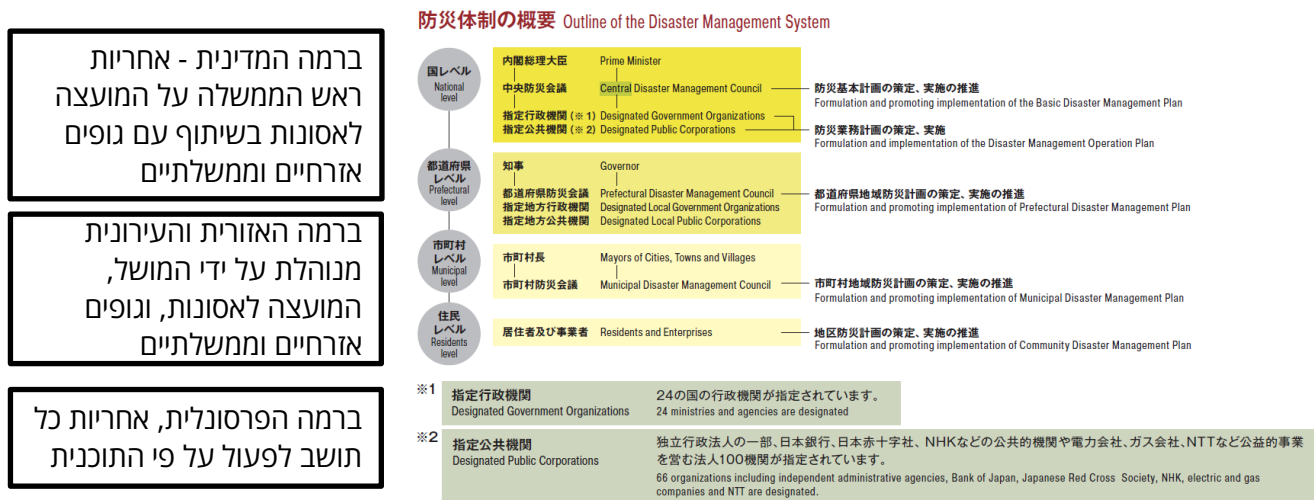 防災体制の概要 Outline of the Disaster Management System
ברמה המדינית - אחריות
ראש הממשלה על המועצה
לאסונות בשיתוף עם גופים
אזרחיים וממשלתיים
ברמה האזורית והעירונית
מנוהלת על ידי המושל,
המועצה לאסונות, וגופים
אזרחיים וממשלתיים
ברמה הפרסונלית, אחריות כל
תושב לפעול על פי התוכנית
国レベル
National
level
内閣総理大臣 Prime Minister
中央防災会議 Central Disaster Management Council
防災基本計画の策定、実施の推進
Formulation and promoting implementation of the Basic Disaster Management Plan
指定行政機関(※1) Designated Government Organizations
指定公共機関(※2) Designated Public Corporations
防災業務計画の策定、実施
Formulation and implementation of the Disaster Management Operation Plan
都道府県
レベル
Prefectural
level
知事 Governor
都道府県防災会議 Prefectural Disaster Management Council
指定地方行政機関 Designated Local Government Organizations
指定地方公共機関 Designated Local Public Corporations
都道府県地域防災計画の策定、実施の推進
Formulation and promoting implementation of Prefectural Disaster Management Plan
市町村
レベル
Municipal
level
市町村長 Mayors of Cities, Towns and Villages
市町村防災会議 Municipal Disaster Management Council
市町村地域防災計画の策定、実施の推進
Formulation and promoting implementation of Municipal Disaster Management Plan
住民
レベル
Residents
level
居住者及び事業者 Residents and Enterprises
地区防災計画の策定、実施の推進
Formulation and promoting implementation of Community Disaster Management Plan
※1 指定行政機関 24の国の行政機関が指定されています。
Designated Government Organizations 24 ministries and agencies are designated
※2 指定公共機関 独立行政法人の一部、日本銀行、日本赤十字社、NHKなどの公共的機関や電力会社、ガス会社、NTTなど公益的事業
Designated Public Corporations を営む法人100機関が指定されています。
66 organizations including independent administrative agencies, Bank of Japan, Japanese Red Cross Society, NHK, electric and gas
companies and NTT are designated.